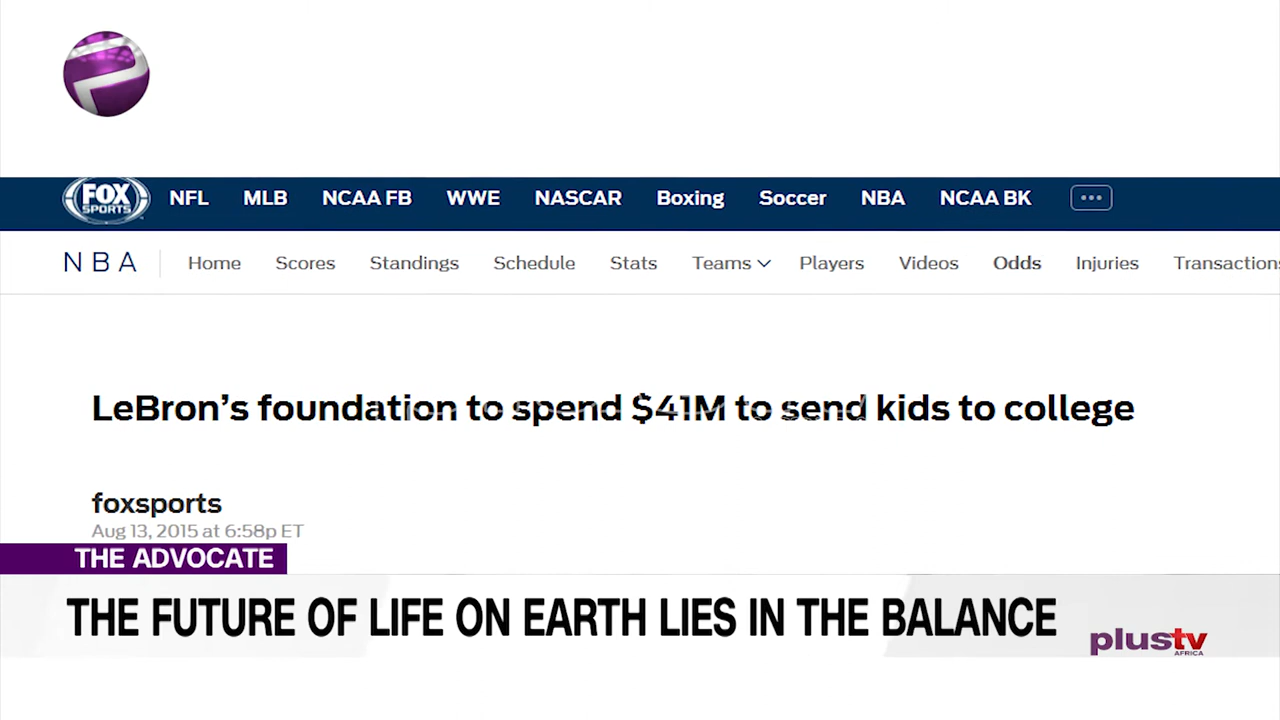 FOX SPORTS NFL MLB NCAA FB WWE NASCAR Boxing Soccer NBA NCAA BK
NBA Home Scores Standings Schedule Stats Teams Players Videos Odds Injuries Transactions
LeBron's foundation to spend $41M to send kids to college
foxsports
Aug 13, 2015 at 6:58p ET
THE ADVOCATE
THE FUTURE OF LIFE ON EARTH LIES IN THE BALANCE
plustv
AFRICA